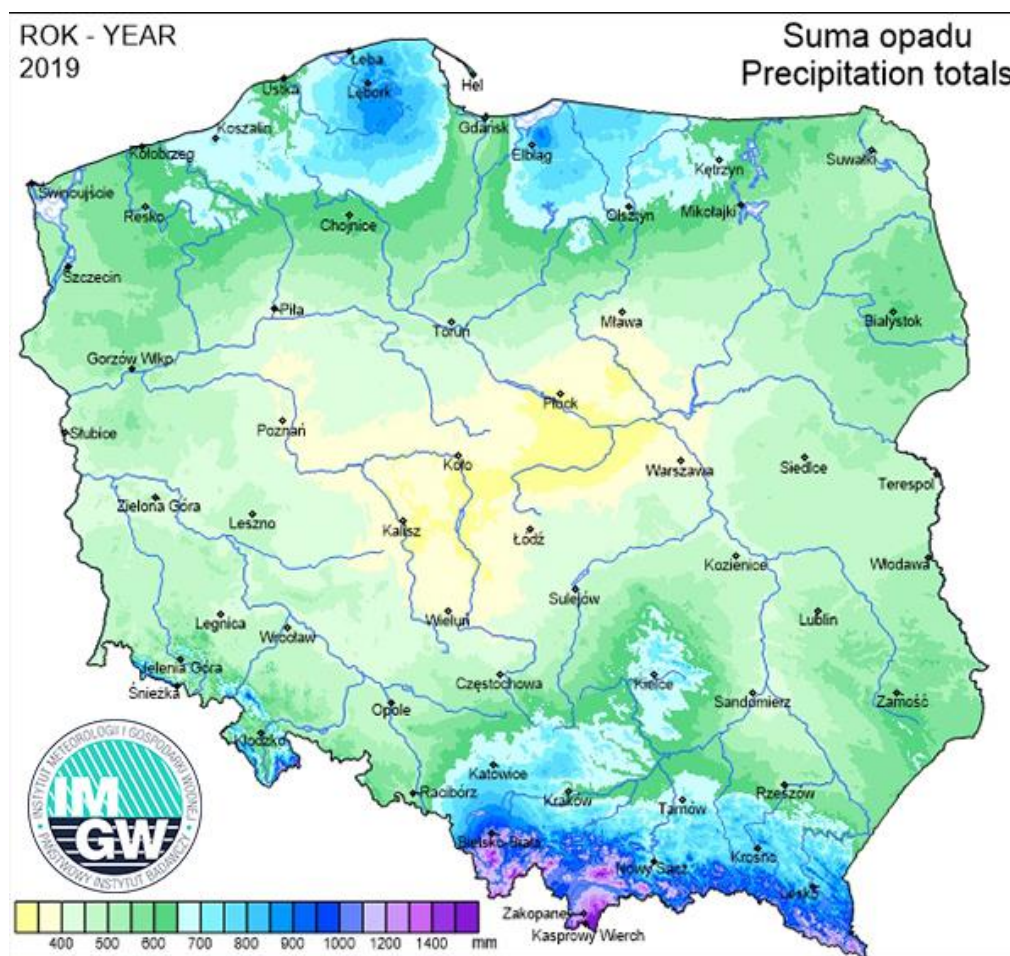 ROK - YEAR
2019
Suma opadu
Precipitation totals
Łeba
Hel
Ustka
Lębork
Gdańsk
Koszalin
Kołobrzeg
Elbląg
Kętrzyn
Suwałki
Świnoujście
Resko
Chojnice
Olsztyn
Mikołajki
Szczecin
Piła
Toruń
Mława
Białystok
Gorzów Wlkp.
Płock
Słubice
Poznań
Koło
Warszawa
Siedlce
Terespol
Zielona Góra
Leszno
Kalisz
Łódź
Kozienice
Włodawa
Sulejów
Legnica
Wrocław
Wieluń
Lublin
Jelenia Góra
Śnieżka
Częstochowa
Kielce
Sandomierz
Zamość
Opole
Kłodzko
Katowice
Racibórz
Kraków
Tarnów
Rzeszów
Bielsko-Biała
Nowy Sącz
Krosno
Lesko
Zakopane
Kasprowy Wierch
INSTYTUT METEOROLOGII I GOSPODARKI WODNEJ
IM
GW
PAŃSTWOWY INSTYTUT BADAWCZY
400 500 600 700 800 900 1000 1200 1400 mm